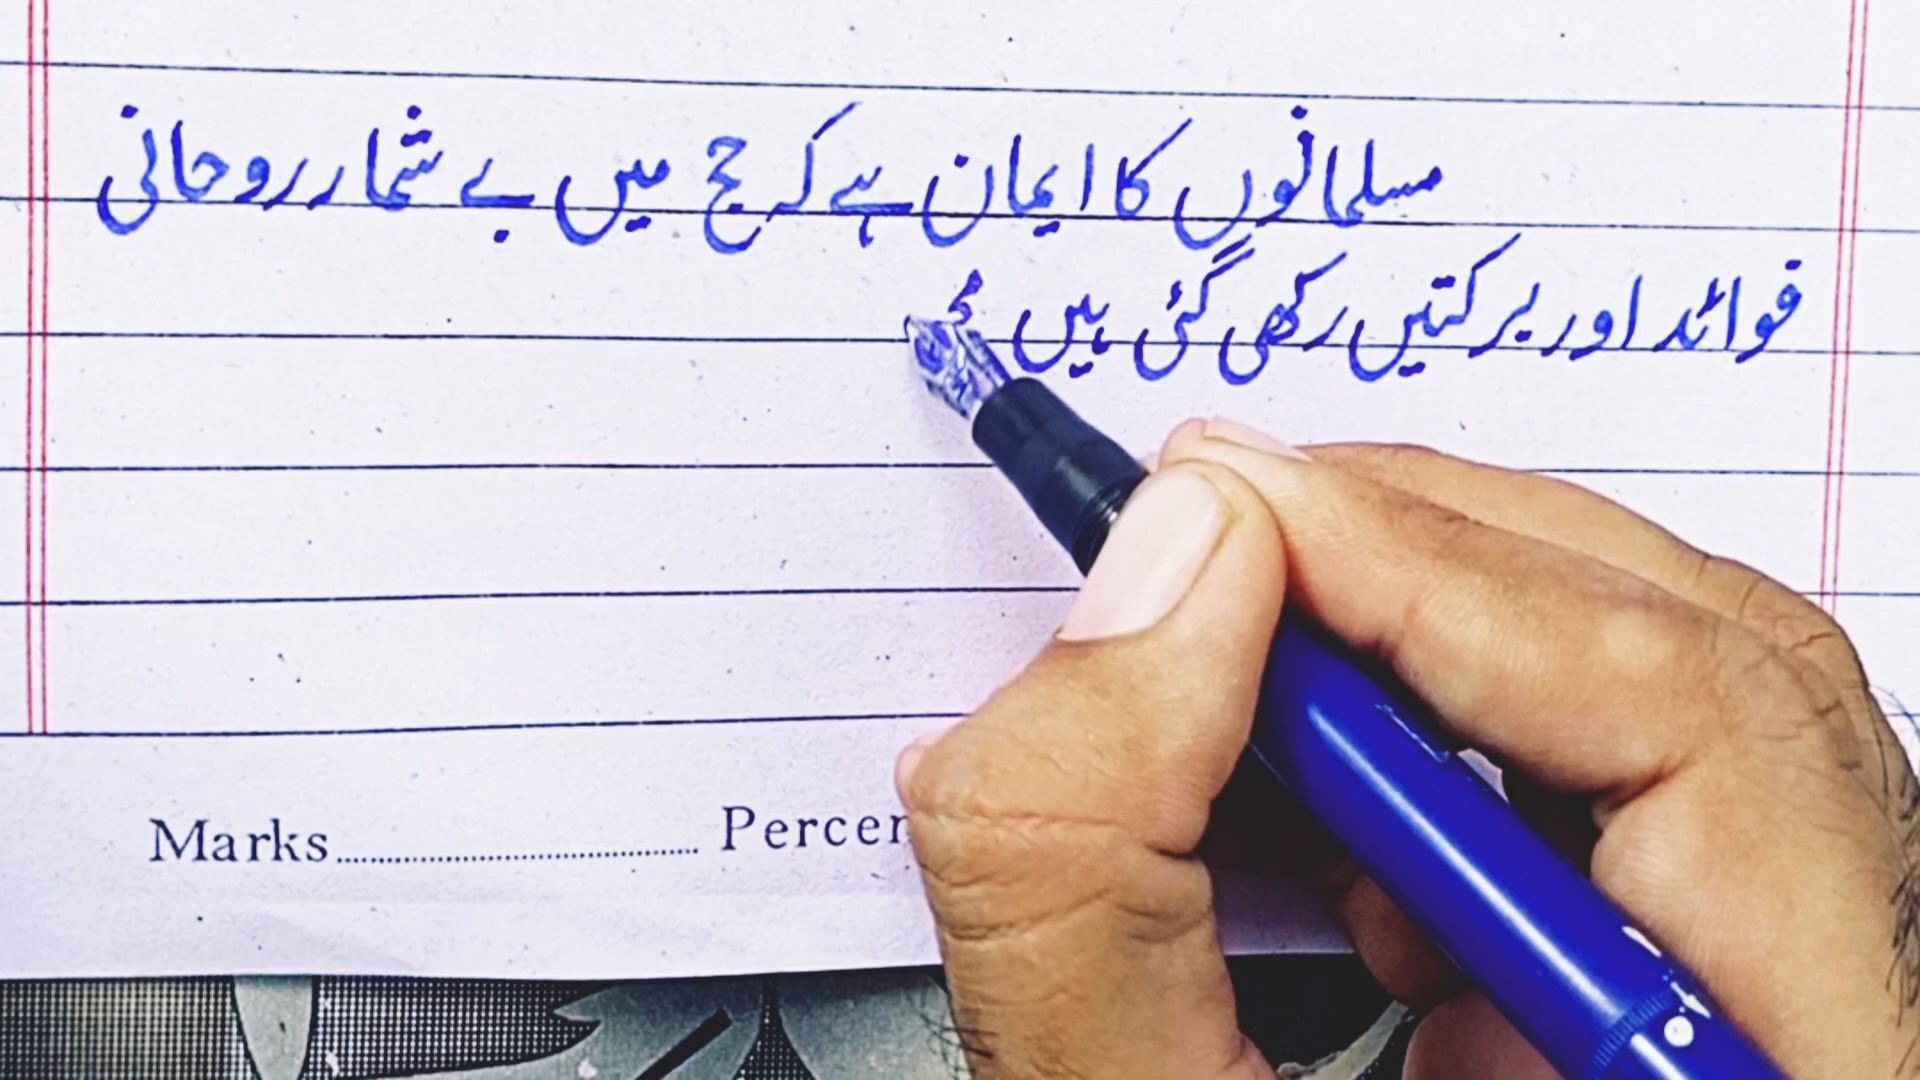 مسلمانوں کا ایمان ہے کہ حج میں بے شمار روحانی
فوائد اور برکتیں رکھی گئی ہیں
Marks........................ Percen